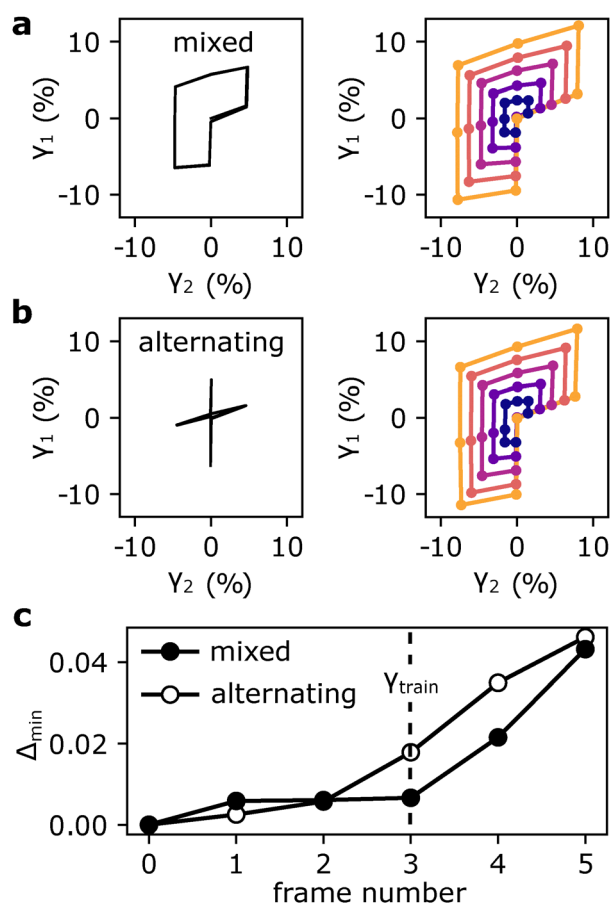 a
mixed
10
0
-10
γ1 (%)
-10 0 10
γ2 (%)
10
0
-10
γ1 (%)
-10 0 10
γ2 (%)
b
alternating
10
0
-10
γ1 (%)
-10 0 10
γ2 (%)
10
0
-10
γ1 (%)
-10 0 10
γ2 (%)
c
mixed
alternating
γtrain
0.04
0.02
0.00
Δmin
0 1 2 3 4 5
frame number